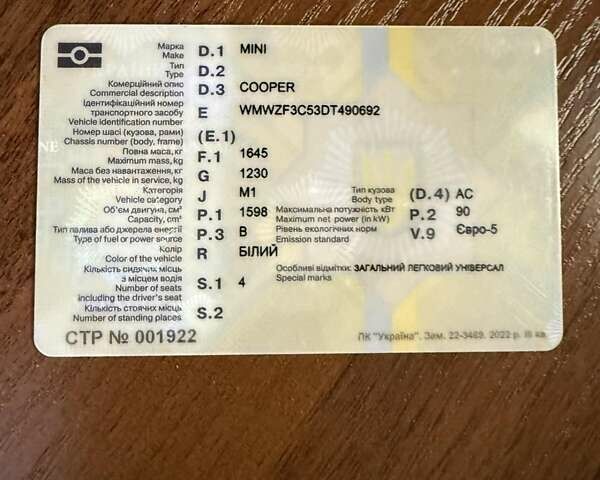 Марка D.1 MINI
Make
Тип D.2
Type
Комерційний опис D.3 COOPER
Commercial description
Ідентифікаційний номер
транспортного засобу E WMWZF3C53DT490692
Vehicle identification number
Номер шасі (кузова, рами) (E.1)
Chassis number (body, frame)
Повна маса, кг F.1 1645
Maximum mass, kg
Маса без навантаження, кг G 1230
Mass of the vehicle in service, kg
Категорія J M1 Тип кузова (D.4) AC
Vehicle category Body type
Об'єм двигуна, см³ P.1 1598 Максимальна потужність кВт P.2 90
Capacity, cm³ Maximum net power (in kW)
Тип палива або джерела енергії P.3 B Рівень екологічних норм V.9 Євро-5
Type of fuel or power source Emission standard
Колір R БІЛИЙ
Color of the vehicle
Кількість сидячих місць Особливі відмітки: ЗАГАЛЬНИЙ ЛЕГКОВИЙ УНІВЕРСАЛ
з місцем водія S.1 4 Special marks
Number of seats
including the driver's seat
Кількість стоячих місць S.2
Number of standing places
СТР № 001922 ПК "Україна". Зам. 22-3469. 2022 р. III кв.